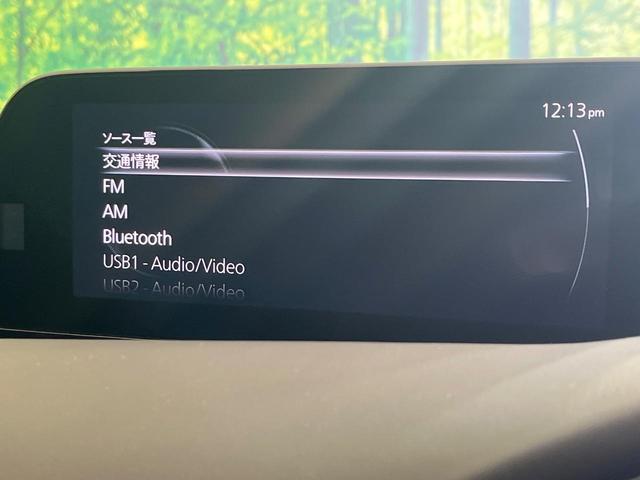 12:13pm
ソース一覧
交通情報
FM
AM
Bluetooth
USB1 - Audio/Video
USB2 - Audio/Video